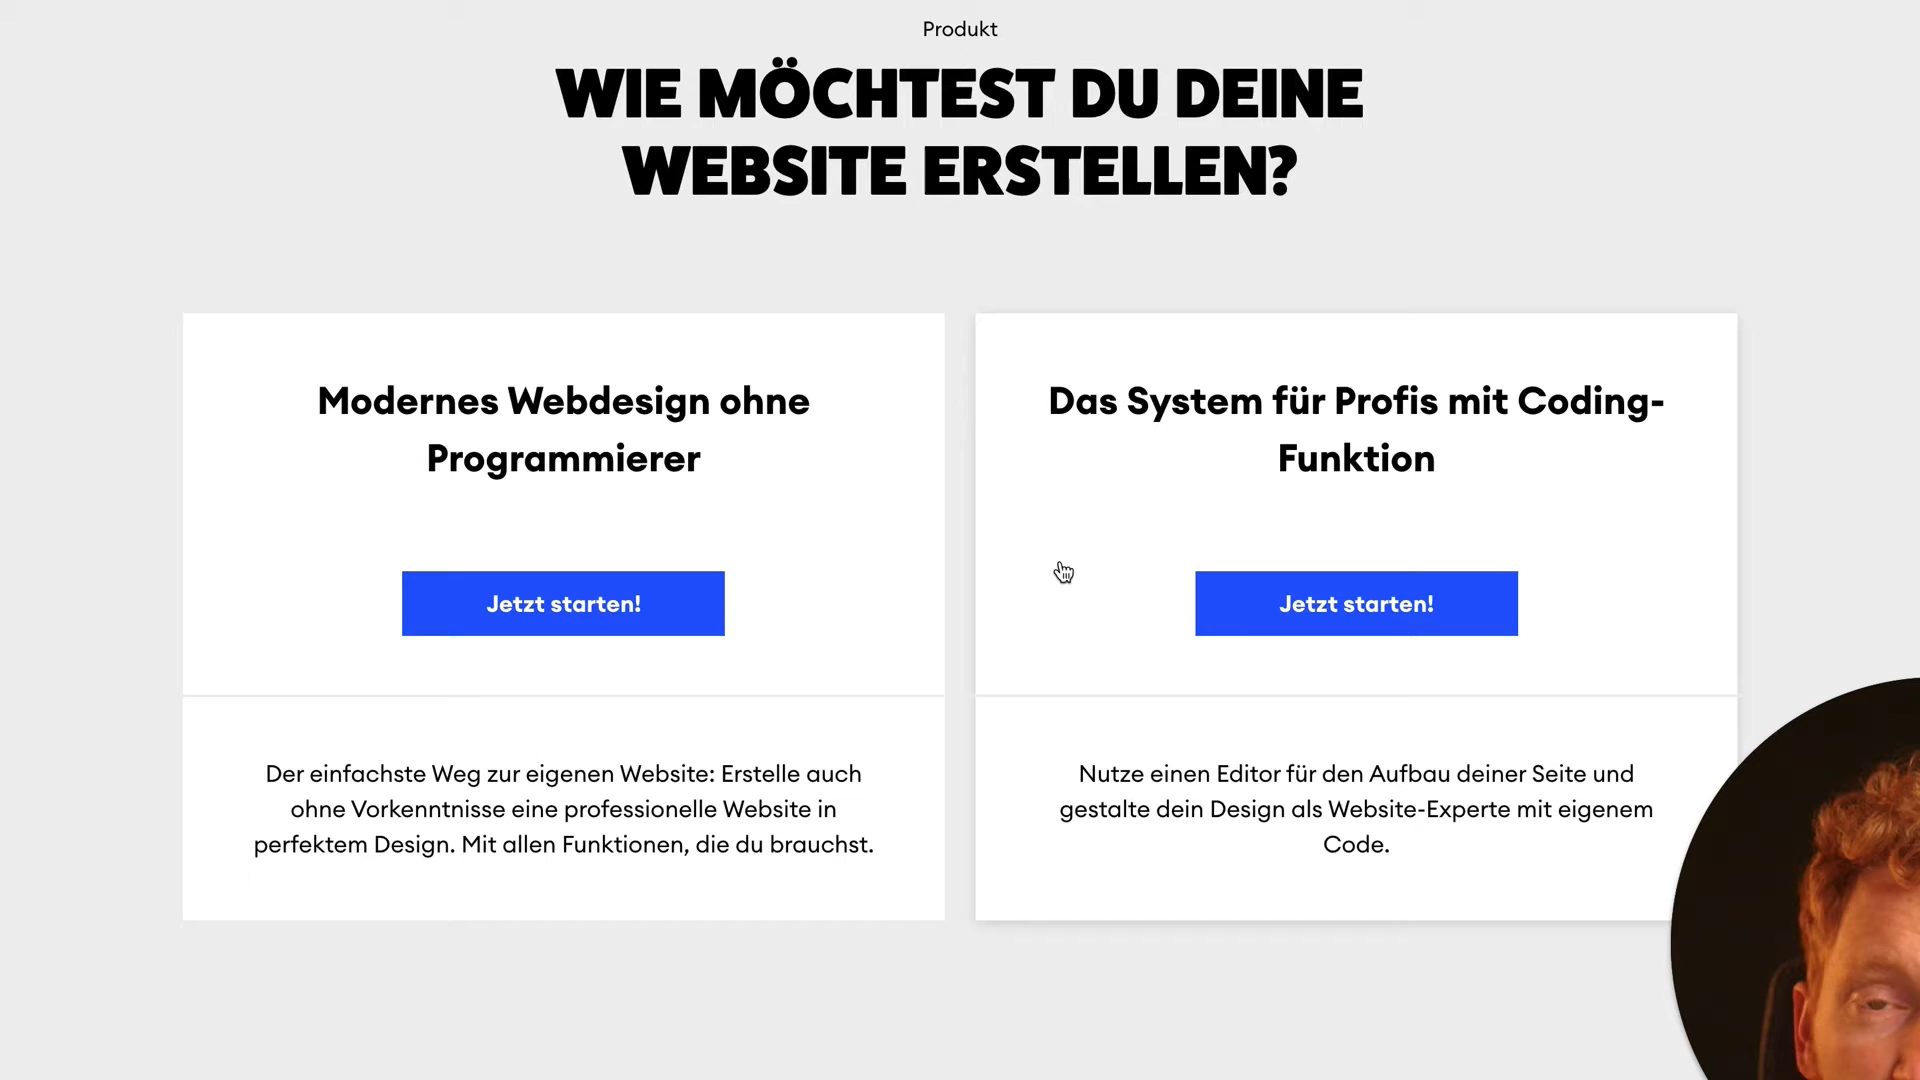 Produkt
WIE MÖCHTEST DU DEINE
WEBSITE ERSTELLEN?
Modernes Webdesign ohne
Programmierer
Jetzt starten!
Der einfachste Weg zur eigenen Website: Erstelle auch
ohne Vorkenntnisse eine professionelle Website in
perfektem Design. Mit allen Funktionen, die du brauchst.
Das System für Profis mit Coding-
Funktion
Jetzt starten!
Nutze einen Editor für den Aufbau deiner Seite und
gestalte dein Design als Website-Experte mit eigenem
Code.